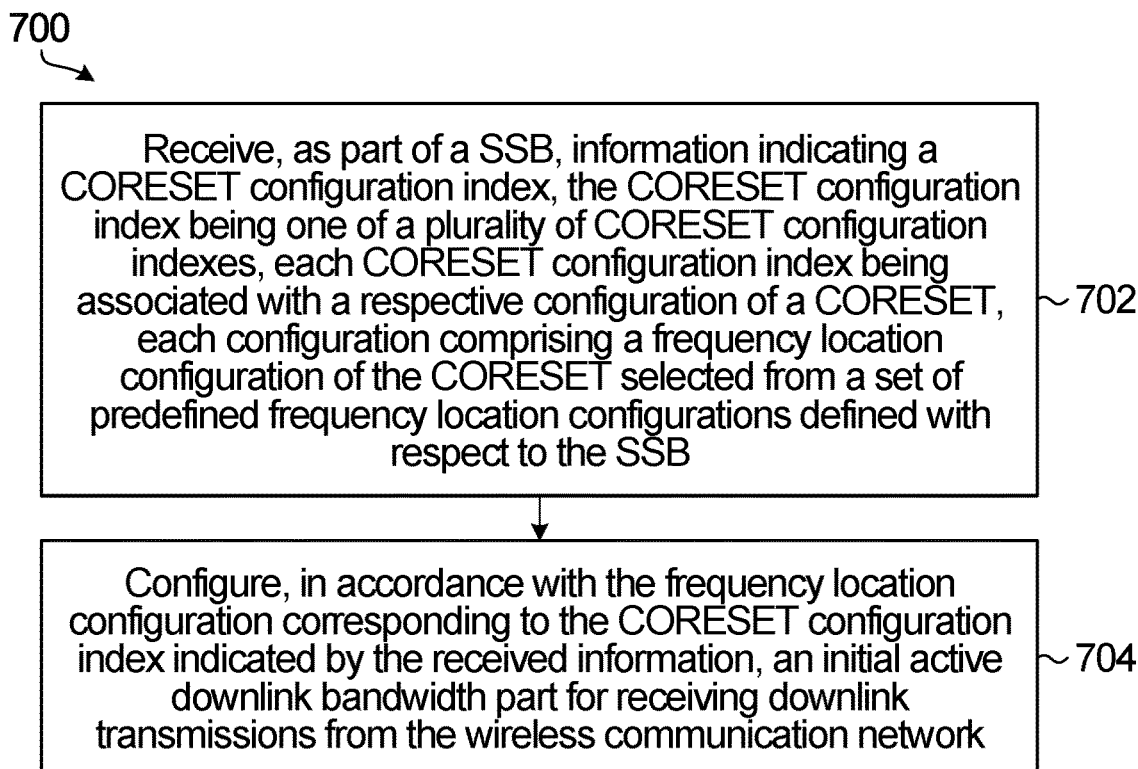 700
Receive, as part of a SSB, information indicating a
CORESET configuration index, the CORESET configuration
index being one of a plurality of CORESET configuration
indexes, each CORESET configuration index being
associated with a respective configuration of a CORESET,
each configuration comprising a frequency location
configuration of the CORESET selected from a set of
predefined frequency location configurations defined with
respect to the SSB
702
Configure, in accordance with the frequency location
configuration corresponding to the CORESET configuration
index indicated by the received information, an initial active
downlink bandwidth part for receiving downlink
transmissions from the wireless communication network
704